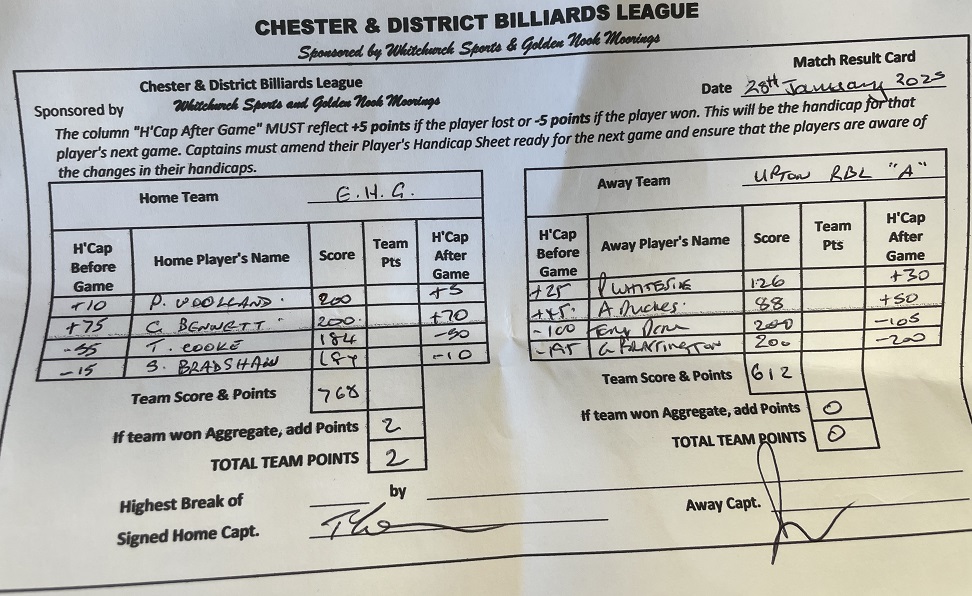 CHESTER & DISTRICT BILLIARDS LEAGUE
Sponsored by Whitchurch Sports & Golden Nook Moorings
Match Result Card
Chester & District Billiards League
Date 28th January 2025
Sponsored by Whitchurch Sports and Golden Nook Moorings
The column "H'Cap After Game" MUST reflect +5 points if the player lost or -5 points if the player won. This will be the handicap for that
player's next game. Captains must amend their Player's Handicap Sheet ready for the next game and ensure that the players are aware of
the changes in their handicaps.
Home Team E.H.G.
H'Cap Before Game Home Player's Name Score Team Pts H'Cap After Game
+10 P. WOOLLAND 200 +5
+75 G BENNETT 200 +70
-55 T. COOKE 184 -50
-15 S. BRADSHAW 184 -10
Team Score & Points 768
If team won Aggregate, add Points 2
TOTAL TEAM POINTS 2
Away Team UPTON RBL "A"
H'Cap Before Game Away Player's Name Score Team Pts H'Cap After Game
+25 P WHITESIDE 126 +30
+45 A Duckes 88 +50
-100 200 -105
-195 G 200 -200
Team Score & Points 612
If team won Aggregate, add Points 0
TOTAL TEAM POINTS 0
Highest Break of by
Signed Home Capt.
Away Capt.